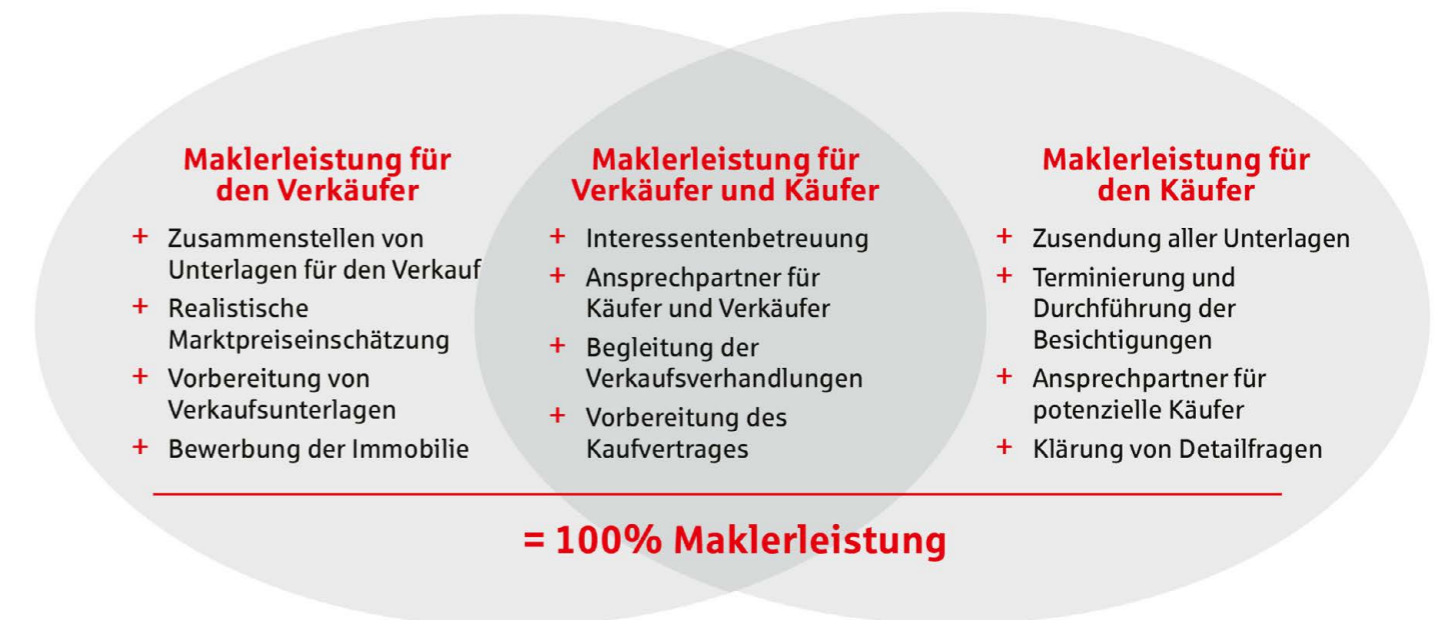 Maklerleistung für
den Verkäufer
+ Zusammenstellen von
Unterlagen für den Verkauf
+ Realistische
Marktpreiseinschätzung
+ Vorbereitung von
Verkaufsunterlagen
+ Bewerbung der Immobilie
Maklerleistung für
Verkäufer und Käufer
+ Interessentenbetreuung
+ Ansprechpartner für
Käufer und Verkäufer
+ Begleitung der
Verkaufsverhandlungen
+ Vorbereitung des
Kaufvertrages
Maklerleistung für
den Käufer
+ Zusendung aller Unterlagen
+ Terminierung und
Durchführung der
Besichtigungen
+ Ansprechpartner für
potenzielle Käufer
+ Klärung von Detailfragen
= 100% Maklerleistung